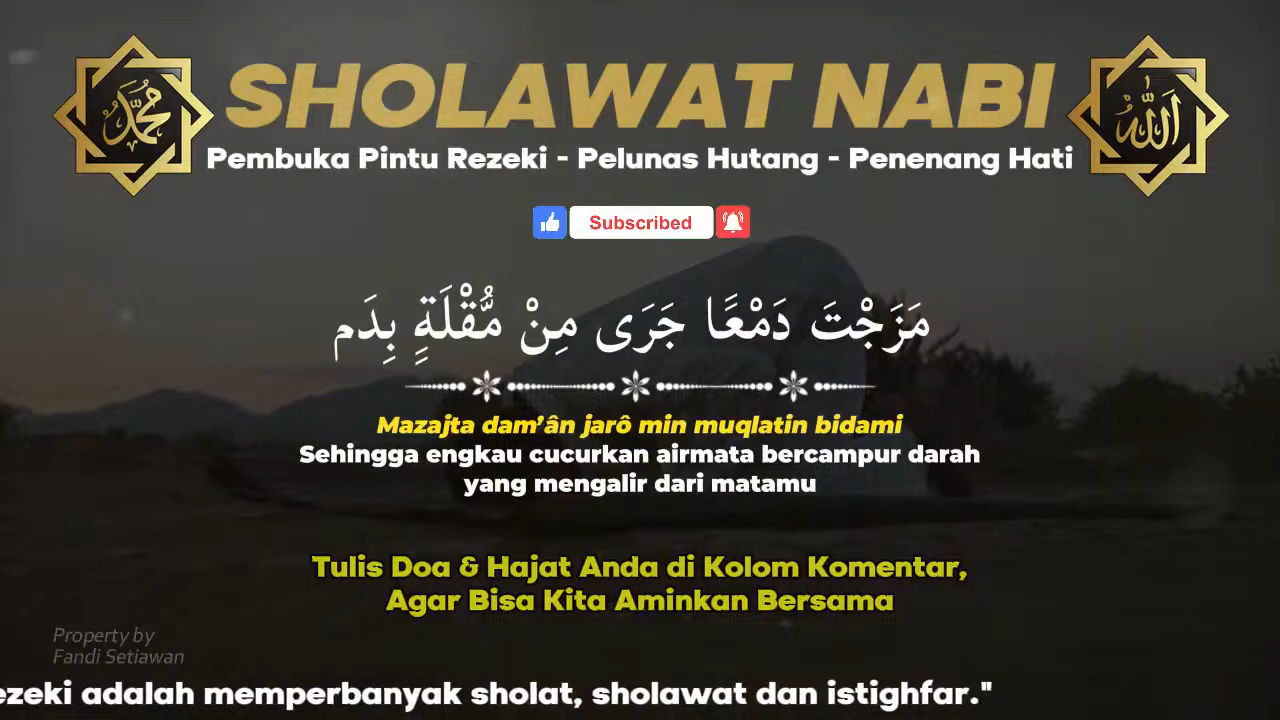 محمد
SHOLAWAT NABI
الله
Pembuka Pintu Rezeki - Pelunas Hutang - Penenang Hati
Subscribed
مَزَجْتَ دَمْعًا جَرَى مِنْ مُّقْلَةٍ بِدَم
Mazajta dam’ân jarô min muqlatin bidami
Sehingga engkau cucurkan airmata bercampur darah
yang mengalir dari matamu
Tulis Doa & Hajat Anda di Kolom Komentar,
Agar Bisa Kita Aminkan Bersama
Property by
Fandi Setiawan
ezeki adalah memperbanyak sholat, sholawat dan istighfar."